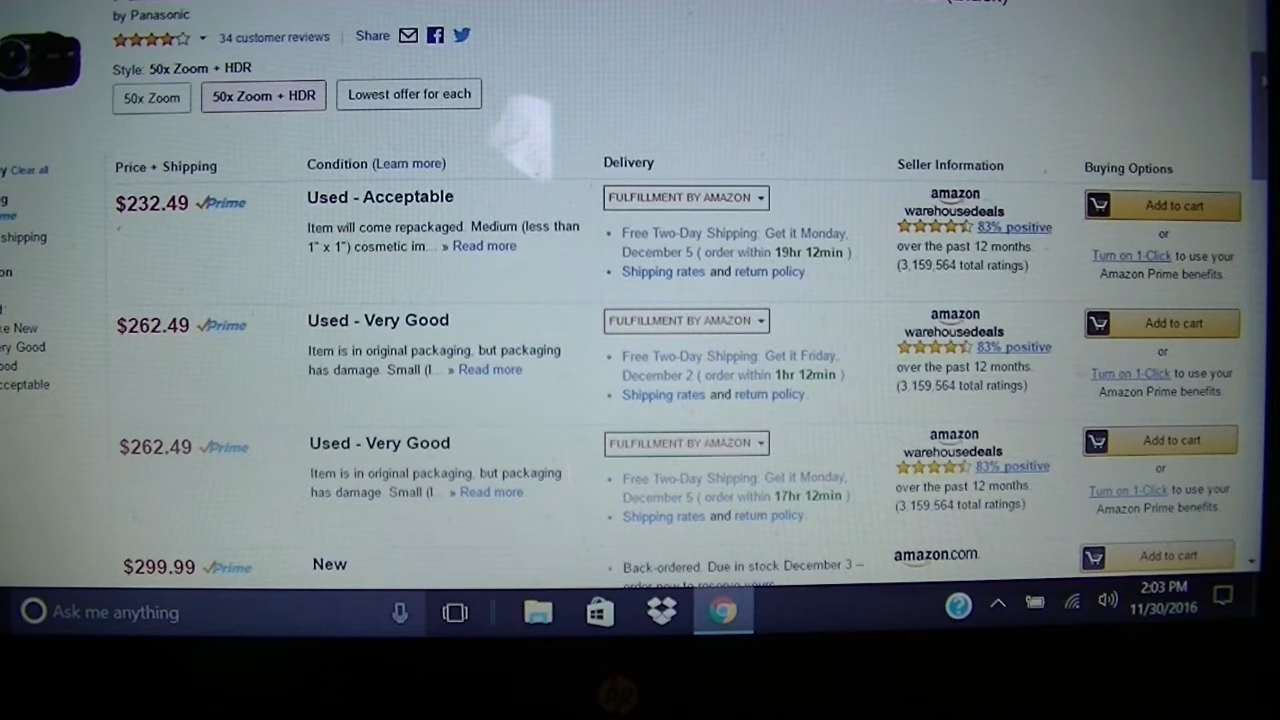 by Panasonic
34 customer reviews
Share
Style: 50x Zoom + HDR
50x Zoom
50x Zoom + HDR
Lowest offer for each
Clear all
Price + Shipping
Condition (Learn more)
Delivery
Seller Information
Buying Options
$232.49 Prime
Used - Acceptable
Item will come repackaged. Medium (less than
1" x 1") cosmetic im... » Read more
FULFILLMENT BY AMAZON
Free Two-Day Shipping: Get it Monday,
December 5 ( order within 19hr 12min )
Shipping rates and return policy.
amazon
warehousedeals
83% positive
over the past 12 months.
(3,159,564 total ratings)
Add to cart
or
Turn on 1-Click to use your
Amazon Prime benefits.
shipping
$262.49 Prime
Used - Very Good
Item is in original packaging, but packaging
has damage. Small (l... » Read more
FULFILLMENT BY AMAZON
Free Two-Day Shipping: Get it Friday,
December 2 ( order within 1hr 12min )
Shipping rates and return policy.
amazon
warehousedeals
83% positive
over the past 12 months.
(3,159,564 total ratings)
Add to cart
or
Turn on 1-Click to use your
Amazon Prime benefits.
New
Good
$262.49 Prime
Used - Very Good
Item is in original packaging, but packaging
has damage. Small (l... » Read more
FULFILLMENT BY AMAZON
Free Two-Day Shipping: Get it Monday,
December 5 ( order within 17hr 12min )
Shipping rates and return policy.
amazon
warehousedeals
83% positive
over the past 12 months.
(3,159,564 total ratings)
Add to cart
or
Turn on 1-Click to use your
Amazon Prime benefits.
$299.99 Prime
New
Back-ordered. Due in stock December 3 –
order now to reserve yours.
amazon.com.
Add to cart
Ask me anything
2:03 PM
11/30/2016
hp